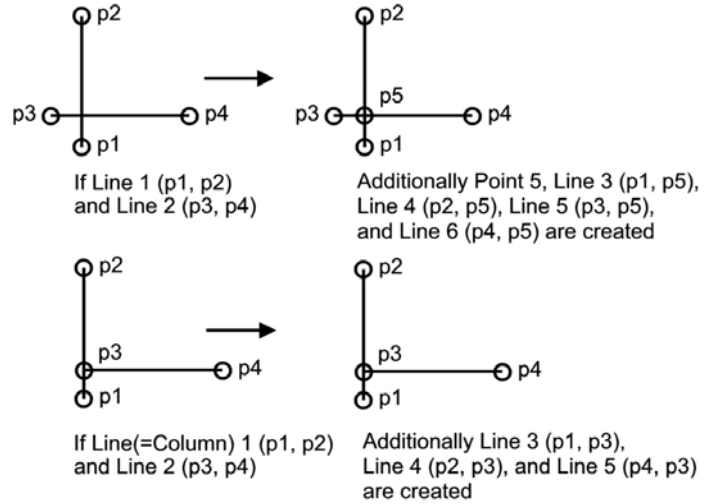 p2
p3
p4
p1
If Line 1 (p1, p2)
and Line 2 (p3, p4)
p2
p5
p3
p4
p1
Additionally Point 5, Line 3 (p1, p5),
Line 4 (p2, p5), Line 5 (p3, p5),
and Line 6 (p4, p5) are created
p2
p3
p4
p1
If Line(=Column) 1 (p1, p2)
and Line 2 (p3, p4)
p2
p3
p4
p1
Additionally Line 3 (p1, p3),
Line 4 (p2, p3), and Line 5 (p4, p3)
are created